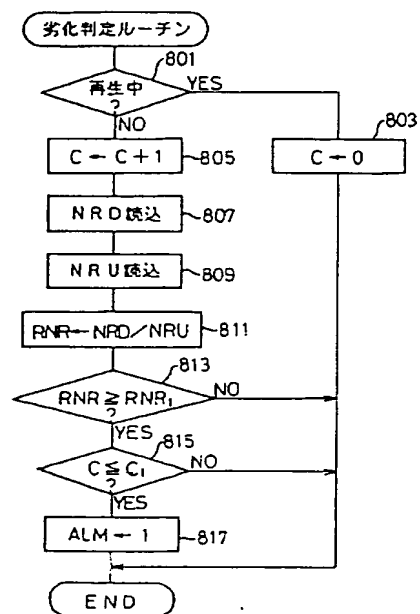 劣化判定ルーチン
801
再生中
?
YES
NO
803
C ← 0
C ← C+1
805
NRD読込
807
NRU読込
809
RNR←NRD/NRU
811
813
RNR≧RNR₁
?
NO
YES
815
C≦C₁
?
NO
YES
ALM ← 1
817
END